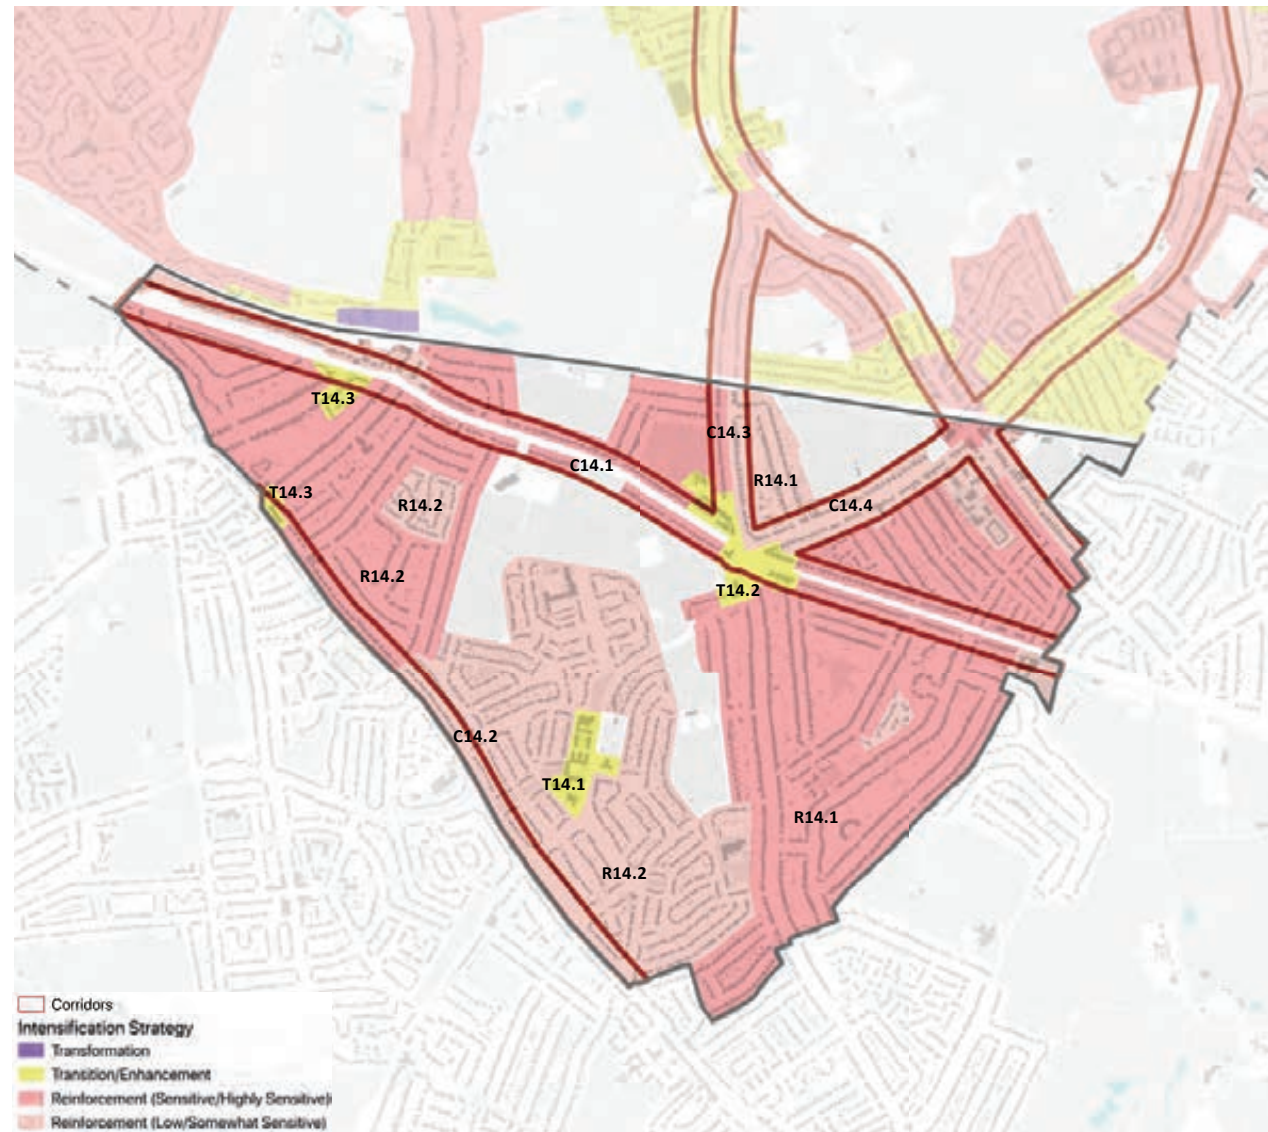 T14.3
C14.3
C14.1
R14.1
T14.3
R14.2
C14.4
R14.2
T14.2
C14.2
T14.1
R14.1
R14.2
Corridors
Intensification Strategy
Transformation
Transition/Enhancement
Reinforcement (Sensitive/Highly Sensitive)
Reinforcement (Low/Somewhat Sensitive)